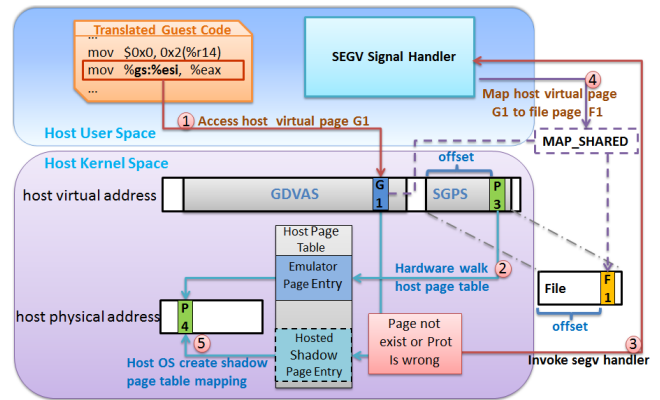 Translated Guest Code
...
mov $0x0, 0x2(%r14)
mov %gs:%esi, %eax
...
SEGV Signal Handler
4
Map host virtual page
G1 to file page F1
1 Access host virtual page G1
Host User Space
MAP_SHARED
Host Kernel Space
offset
host virtual address
GDVAS
G
1
SGPS
P
3
Host Page
Table
Emulator
Page Entry
2
Hardware walk
host page table
File
F
1
offset
host physical address
P
4
5
Hosted
Shadow
Page Entry
Page not
exist or Prot
Is wrong
3
Host OS create shadow
page table mapping
Invoke segv handler